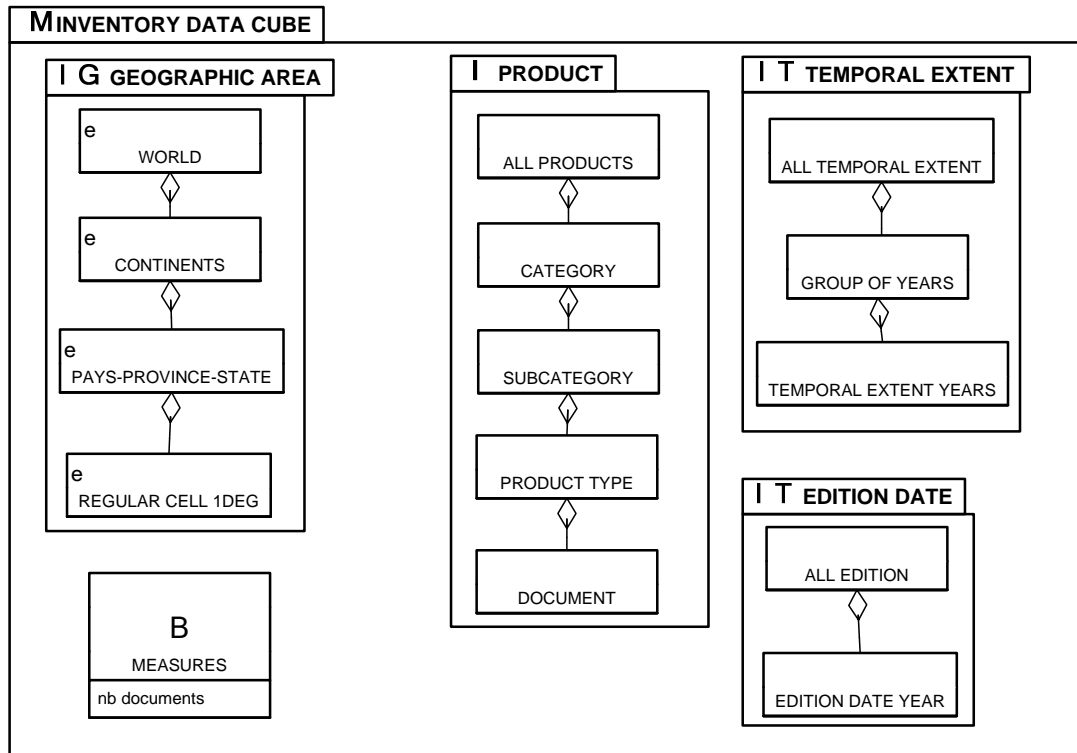 M INVENTORY DATA CUBE
I G GEOGRAPHIC AREA
e
WORLD
e
CONTINENTS
e
PAYS-PROVINCE-STATE
e
REGULAR CELL 1DEG
B
MEASURES
nb documents
I PRODUCT
ALL PRODUCTS
CATEGORY
SUBCATEGORY
PRODUCT TYPE
DOCUMENT
I T TEMPORAL EXTENT
ALL TEMPORAL EXTENT
GROUP OF YEARS
TEMPORAL EXTENT YEARS
I T EDITION DATE
ALL EDITION
EDITION DATE YEAR